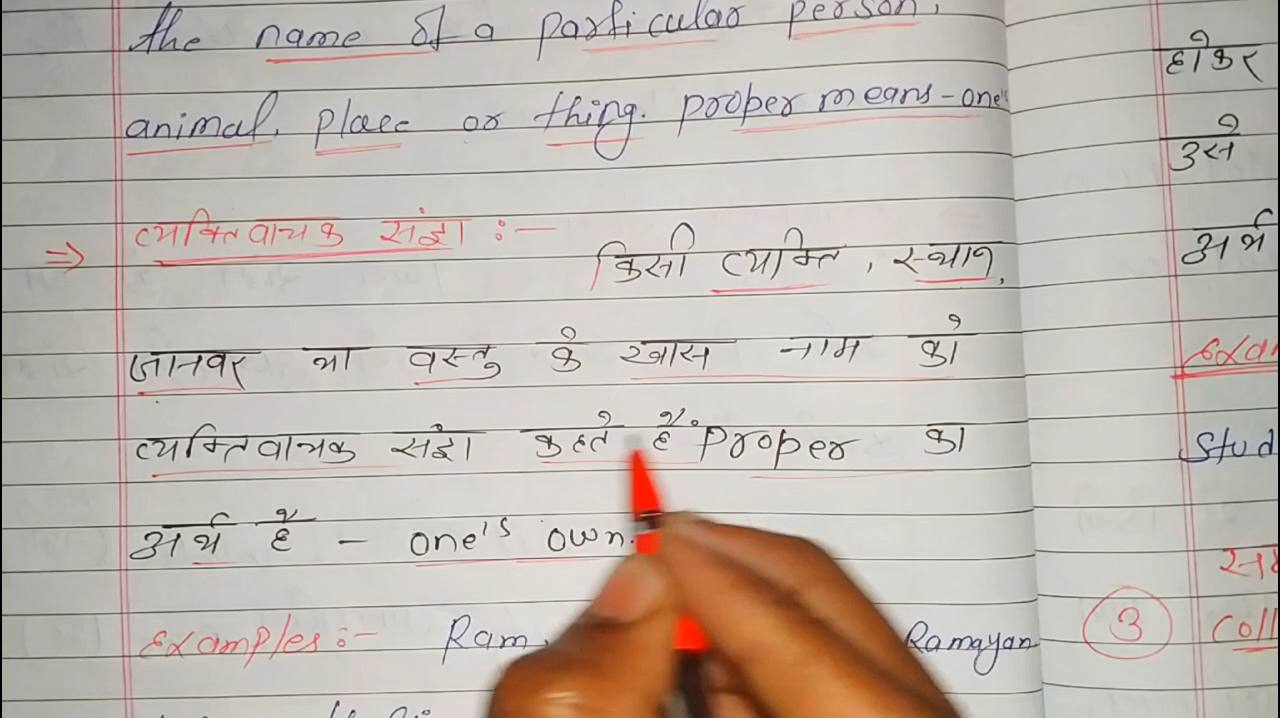 the name of a particular person,
animal, place or thing. proper means - one's
⇒ व्यक्तिवाचक संज्ञा :-
किसी व्यक्ति, स्थान,
जानवर या वस्तु के खास नाम को
व्यक्तिवाचक संज्ञा कहते हैं। Proper का
अर्थ है - one's own.
Examples:- Ram, Ramayan
होकर
उसे
अर्थ
Exam
Stud
③ Coll